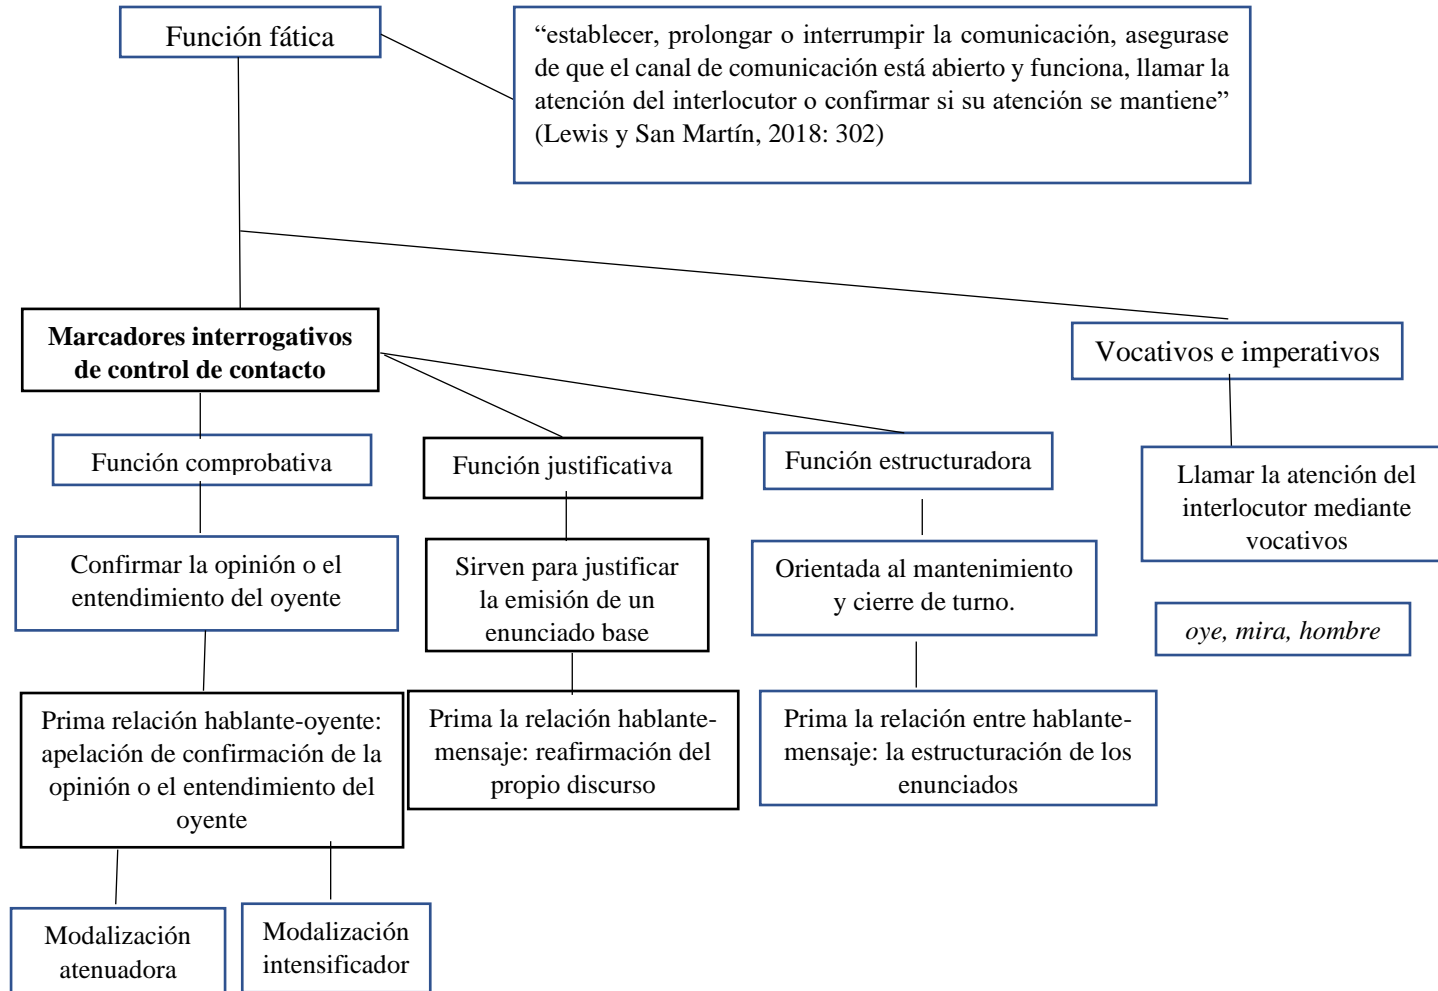 Función fática
“establecer, prolongar o interrumpir la comunicación, asegurase
de que el canal de comunicación está abierto y funciona, llamar la
atención del interlocutor o confirmar si su atención se mantiene”
(Lewis y San Martín, 2018: 302)
Marcadores interrogativos
de control de contacto
Vocativos e imperativos
Función comprobativa
Función justificativa
Función estructuradora
Llamar la atención del
interlocutor mediante
vocativos
Confirmar la opinión o el
entendimiento del oyente
Sirven para justificar
la emisión de un
enunciado base
Orientada al mantenimiento
y cierre de turno.
oye, mira, hombre
Prima relación hablante-oyente:
apelación de confirmación de la
opinión o el entendimiento del
oyente
Prima la relación hablante-
mensaje: reafirmación del
propio discurso
Prima la relación entre hablante-
mensaje: la estructuración de los
enunciados
Modalización
atenuadora
Modalización
intensificador